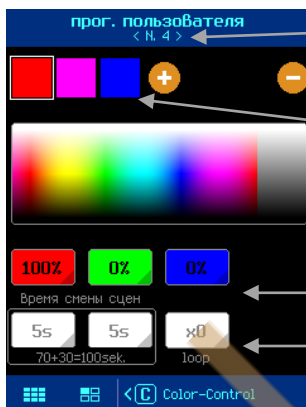 прог. пользователя
< N. 4 >
100% 0% 0%
Время смены сцен
5s 5s x0
70+30=100sek. loop
<[C] Color-Control